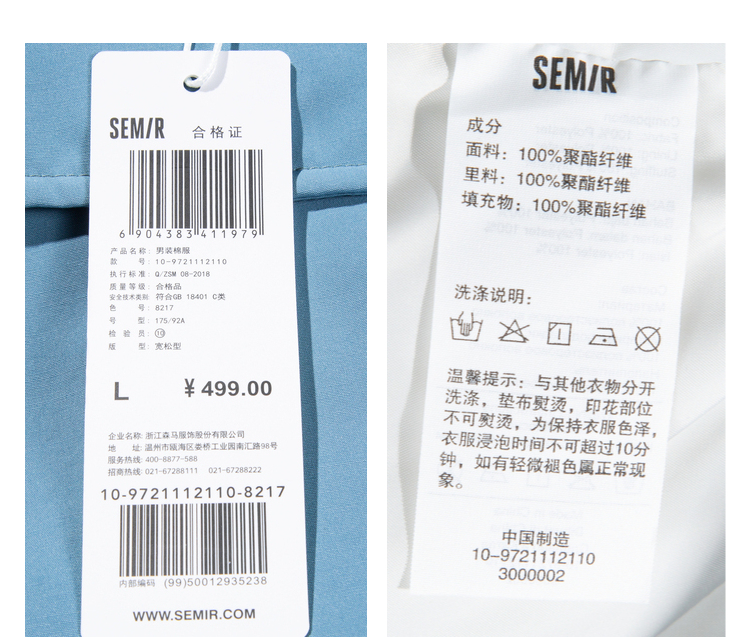 SEMIR
合格证
6 904383 411979
产品名称: 男装棉服
款 号: 10-9721112110
执行标准: Q/ZSM 08-2018
质量等级: 合格品
安全技术类别: 符合GB 18401 C类
色 号: 8217
号 型: 175/92A
检 验 员: ⑩
版 型: 宽松型
L ¥499.00
企业名称: 浙江森马服饰股份有限公司
地 址: 温州市瓯海区娄桥工业园南汇路98号
服务热线: 400-8877-588
招商热线: 021-67288111 021-67288222
10-9721112110-8217
内部编码 (99)50012935238
WWW.SEMIR.COM
SEMIR
成分
面料：100%聚酯纤维
里料：100%聚酯纤维
填充物：100%聚酯纤维
洗涤说明：
温馨提示：与其他衣物分开
洗涤，垫布熨烫，印花部位
不可熨烫，为保持衣服色泽，
衣服浸泡时间不可超过10分
钟，如有轻微褪色属正常现
象。
中国制造
10-9721112110
3000002